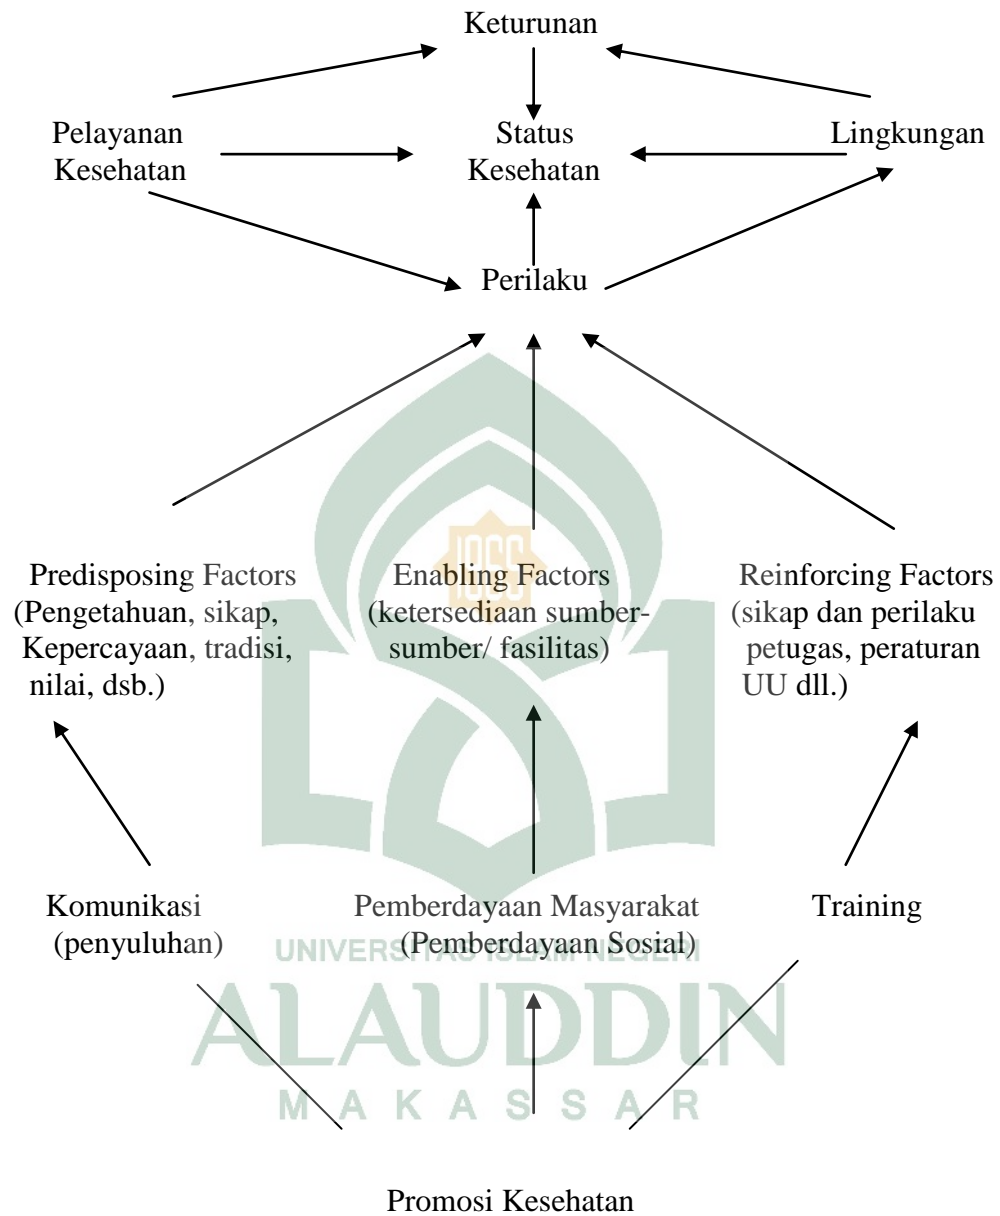 Keturunan
Pelayanan
Kesehatan
Status
Kesehatan
Lingkungan
Perilaku
Predisposing Factors
(Pengetahuan, sikap,
Kepercayaan, tradisi,
nilai, dsb.)
Enabling Factors
(ketersediaan sumber-
sumber/ fasilitas)
Reinforcing Factors
(sikap dan perilaku
petugas, peraturan
UU dll.)
Komunikasi
(penyuluhan)
Pemberdayaan Masyarakat
(Pemberdayaan Sosial)
Training
UNIVERSITAS ISLAM NEGERI
ALAUDDIN
MAKASSAR
Promosi Kesehatan